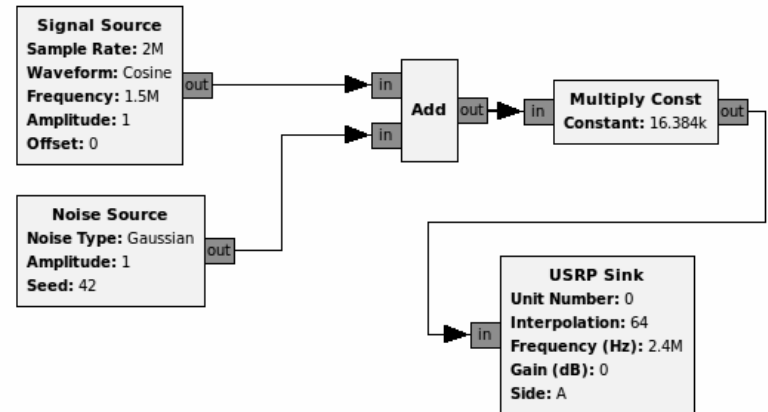 Signal Source
Sample Rate: 2M
Waveform: Cosine
Frequency: 1.5M
Amplitude: 1
Offset: 0
out
in
in
Add
out
in
Multiply Const
Constant: 16.384k
out
Noise Source
Noise Type: Gaussian
Amplitude: 1
Seed: 42
out
in
USRP Sink
Unit Number: 0
Interpolation: 64
Frequency (Hz): 2.4M
Gain (dB): 0
Side: A